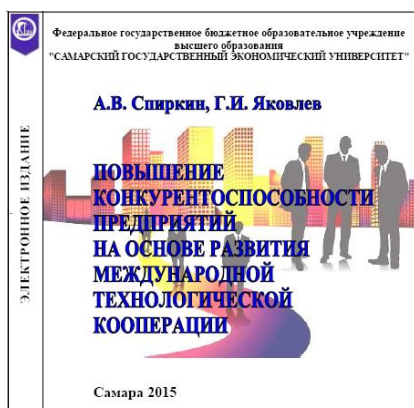 Федеральное государственное бюджетное образовательное учреждение
высшего образования
"САМАРСКИЙ ГОСУДАРСТВЕННЫЙ ЭКОНОМИЧЕСКИЙ УНИВЕРСИТЕТ"
А.В. Спиркин, Г.И. Яковлев
ПОВЫШЕНИЕ
КОНКУРЕНТОСПОСОБНОСТИ
ПРЕДПРИЯТИЙ
НА ОСНОВЕ РАЗВИТИЯ
МЕЖДУНАРОДНОЙ
ТЕХНОЛОГИЧЕСКОЙ
КООПЕРАЦИИ
ЭЛЕКТРОННОЕ ИЗДАНИЕ
Самара 2015